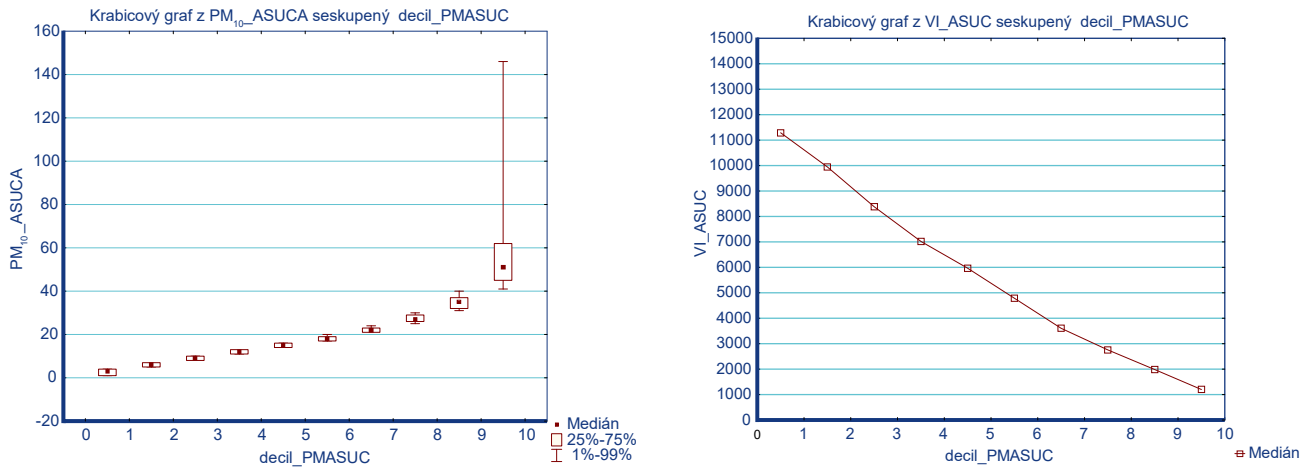 Krabicový graf z PM₁₀_ASUCA seskupený decil_PMASUC
160
140
120
100
80
60
40
20
0
-20
PM₁₀_ASUCA
0 1 2 3 4 5 6 7 8 9 10
decil_PMASUC
Medián
25%-75%
1%-99%
Krabicový graf z VI_ASUC seskupený decil_PMASUC
15000
14000
13000
12000
11000
10000
9000
8000
7000
6000
5000
4000
3000
2000
1000
0
VI_ASUC
0 1 2 3 4 5 6 7 8 9 10
decil_PMASUC
Medián